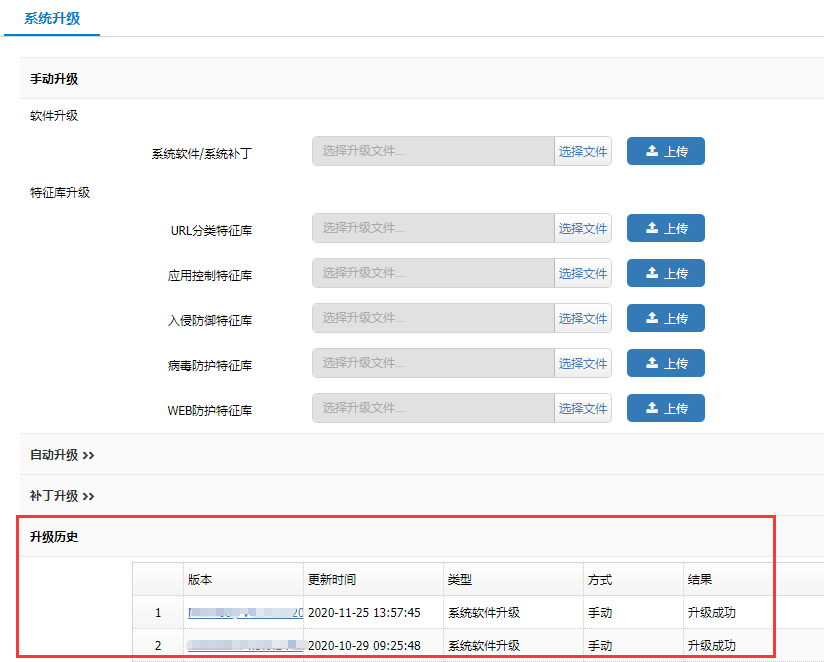 系统升级
手动升级
软件升级
系统软件/系统补丁 选择升级文件... 选择文件 上传
特征库升级
URL分类特征库 选择升级文件... 选择文件 上传
应用控制特征库 选择升级文件... 选择文件 上传
入侵防御特征库 选择升级文件... 选择文件 上传
病毒防护特征库 选择升级文件... 选择文件 上传
WEB防护特征库 选择升级文件... 选择文件 上传
自动升级 >>
补丁升级 >>
升级历史
版本 更新时间 类型 方式 结果
1 20 2020-11-25 13:57:45 系统软件升级 手动 升级成功
2 2020-10-29 09:25:48 系统软件升级 手动 升级成功